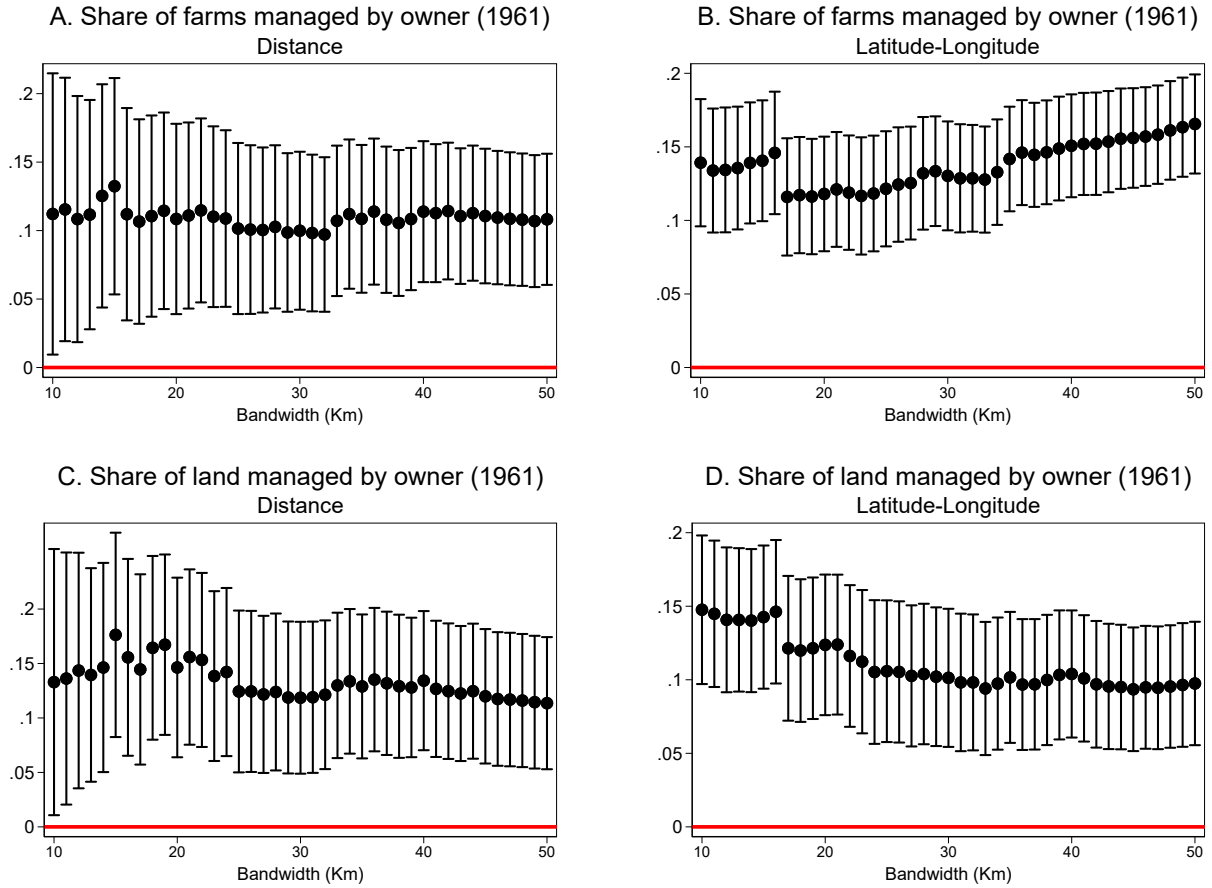 A. Share of farms managed by owner (1961)
Distance
.2
.15
.1
.05
0
10 20 30 40 50
Bandwidth (Km)
B. Share of farms managed by owner (1961)
Latitude-Longitude
.2
.15
.1
.05
0
10 20 30 40 50
Bandwidth (Km)
C. Share of land managed by owner (1961)
Distance
.2
.15
.1
.05
0
10 20 30 40 50
Bandwidth (Km)
D. Share of land managed by owner (1961)
Latitude-Longitude
.2
.15
.1
.05
0
10 20 30 40 50
Bandwidth (Km)